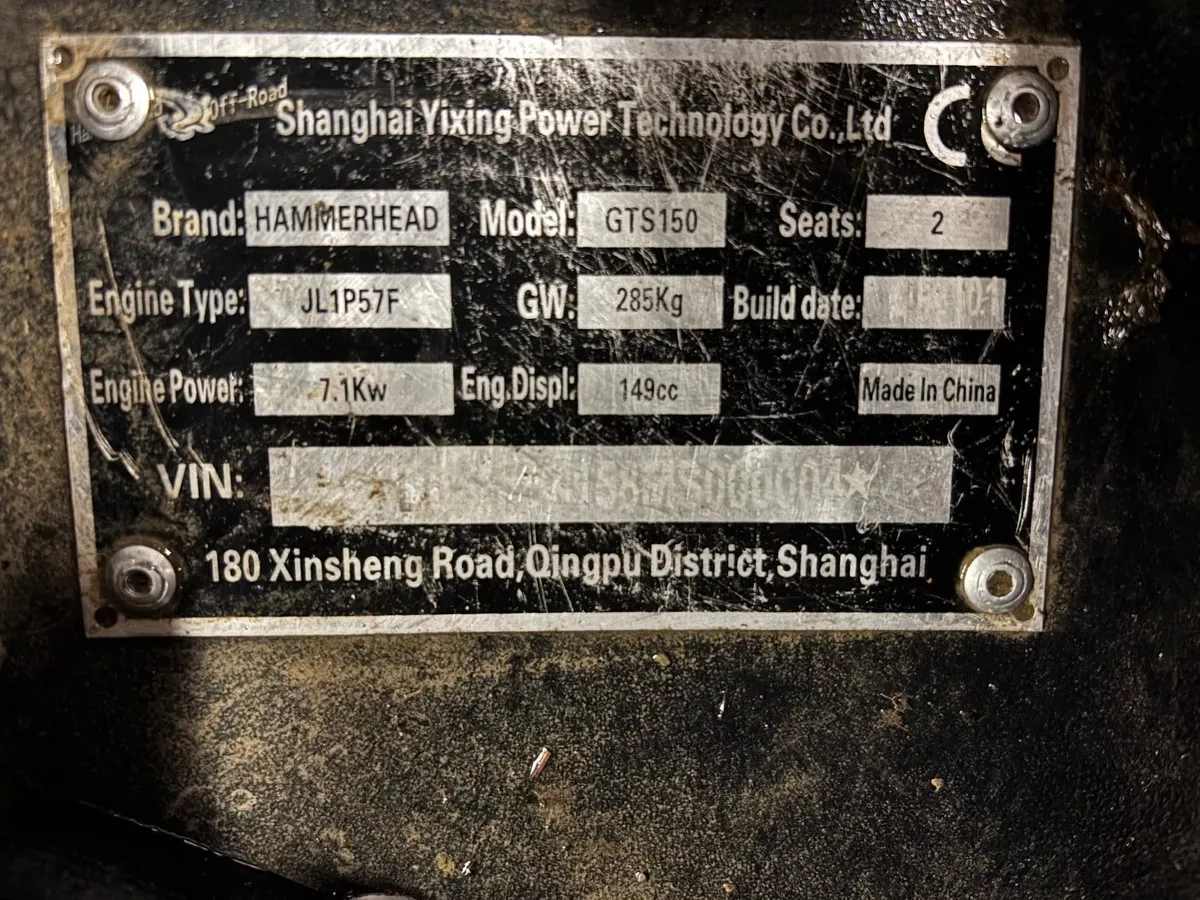 Off-Road
Shanghai Yixing Power Technology Co.,Ltd
Brand: HAMMERHEAD Model: GTS150 Seats: 2
Engine Type: JL1P57F GW: 285Kg Build date:
Engine Power: 7.1Kw Eng.Displ: 149cc Made In China
VIN:
180 Xinsheng Road,Qingpu District,Shanghai